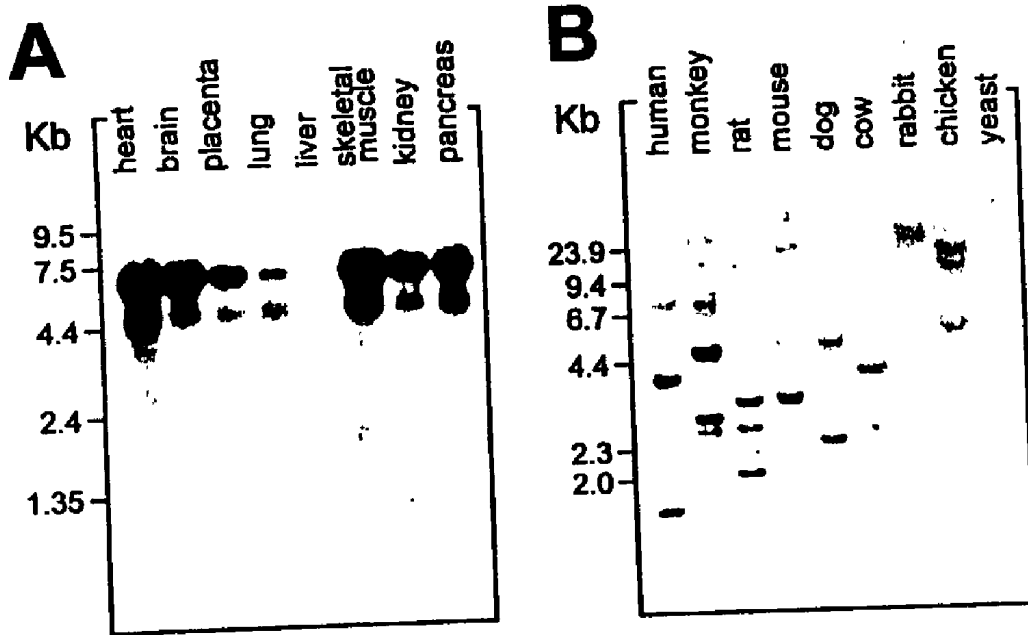 A
Kb
heart
brain
placenta
lung
liver
skeletal
muscle
kidney
pancreas
9.5
7.5
4.4
2.4
1.35
B
Kb
human
monkey
rat
mouse
dog
cow
rabbit
chicken
yeast
23.9
9.4
6.7
4.4
2.3
2.0